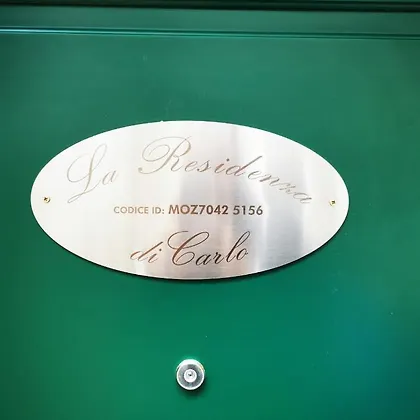 La Residenza
CODICE ID: MOZ7042 5156
di Carlo